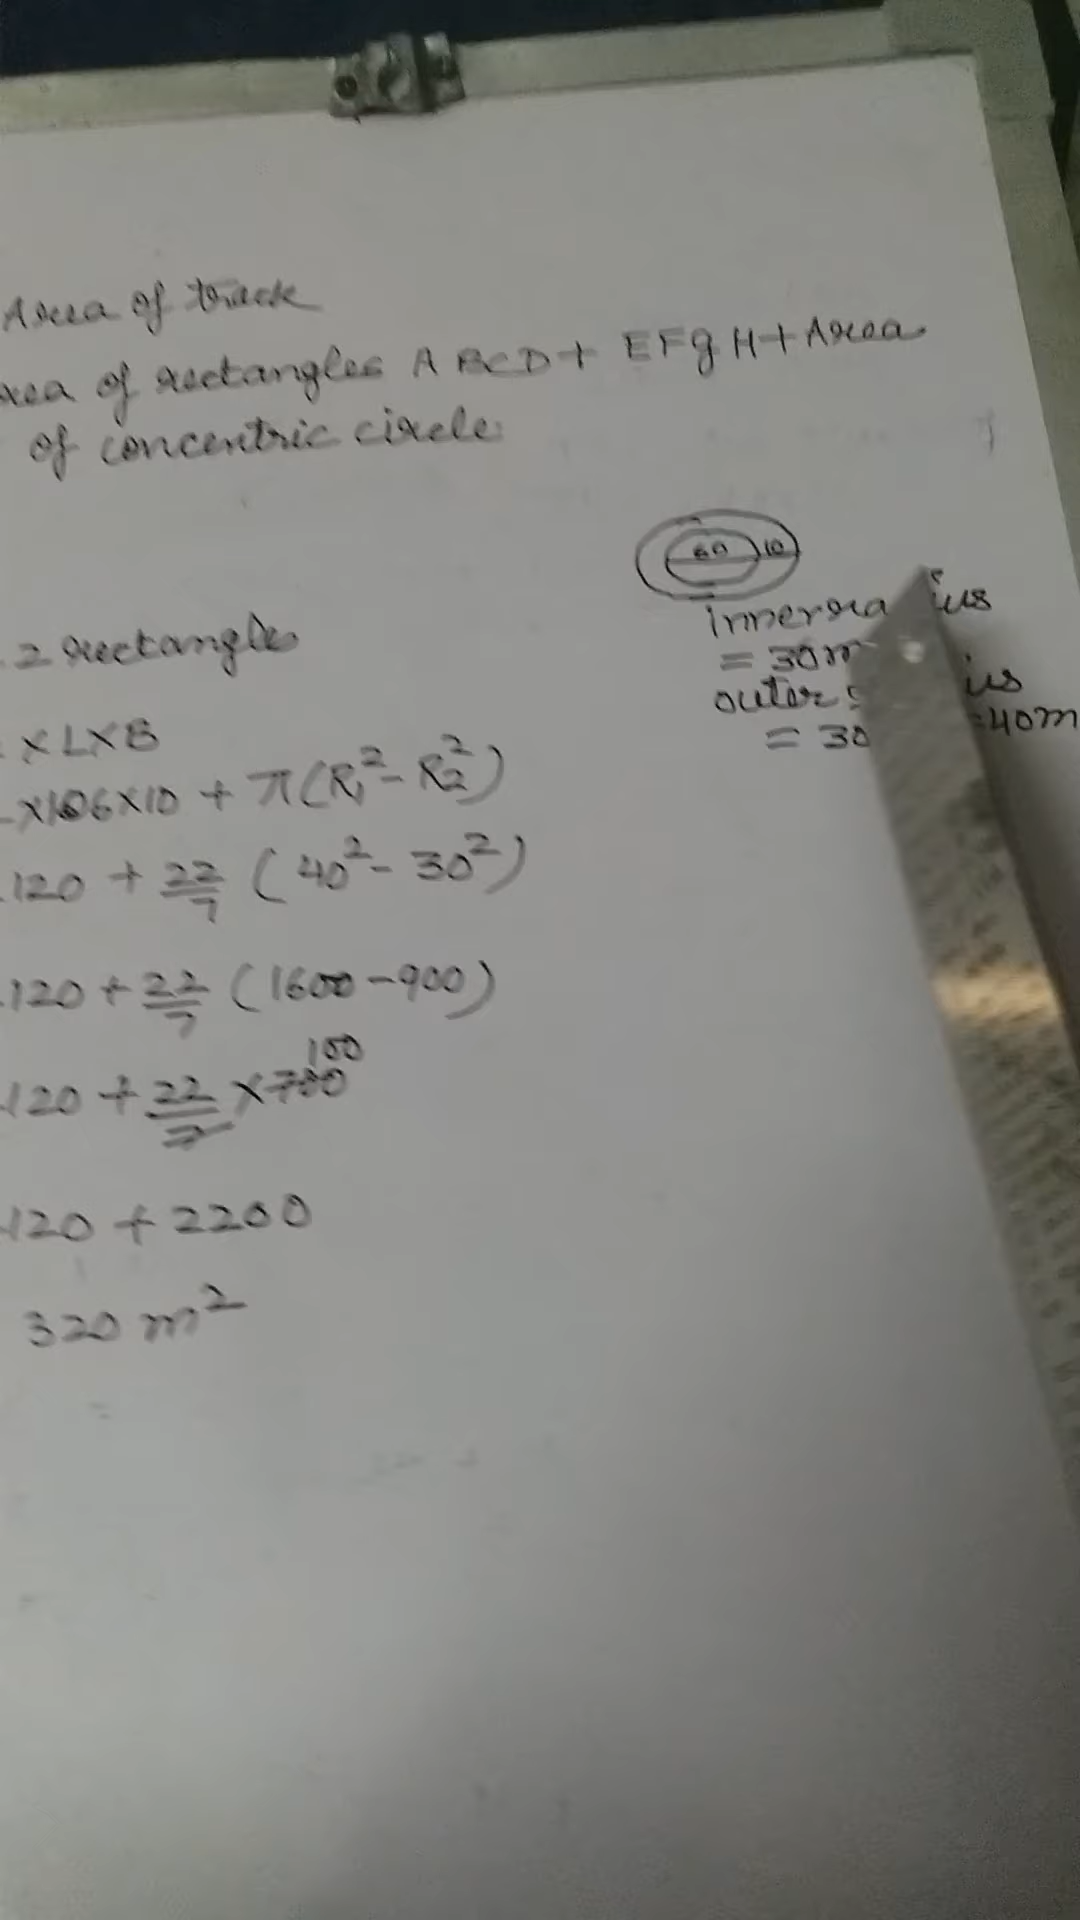 Area of track
of rectangles ABCD + EFgH + Area
of concentric circle
60 10
Inner
= 30m
outer
= 30 =40m
2 rectangle
×L×B
×106×10 + π(R₁² - R₂²)
120 + 22/7 (40² - 30²)
120 + 22/7 (1600-900)
100
120 + 22/7 ×700
120 + 2200
320 m²